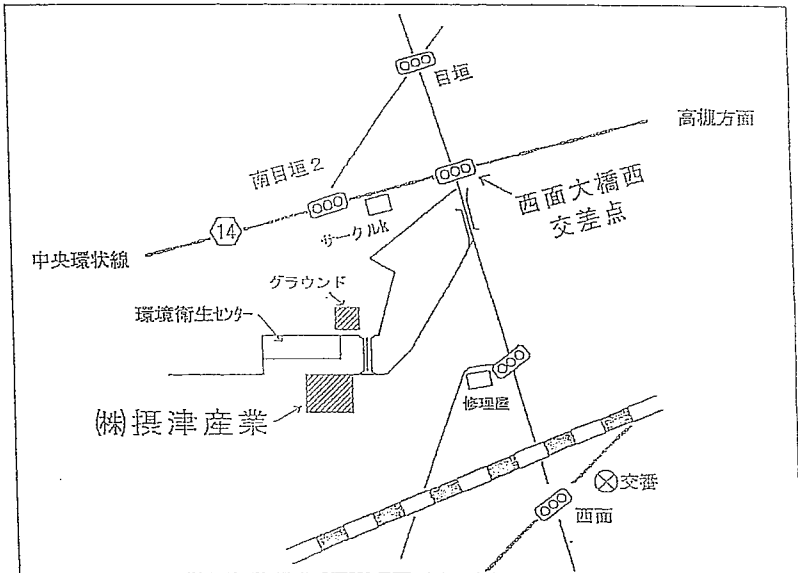 目垣
高槻方面
南目垣2
西面大橋西
交差点
14
サークルk
中央環状線
グラウンド
環境衛生センター
㈱摂津産業
修理屋
交番
西面